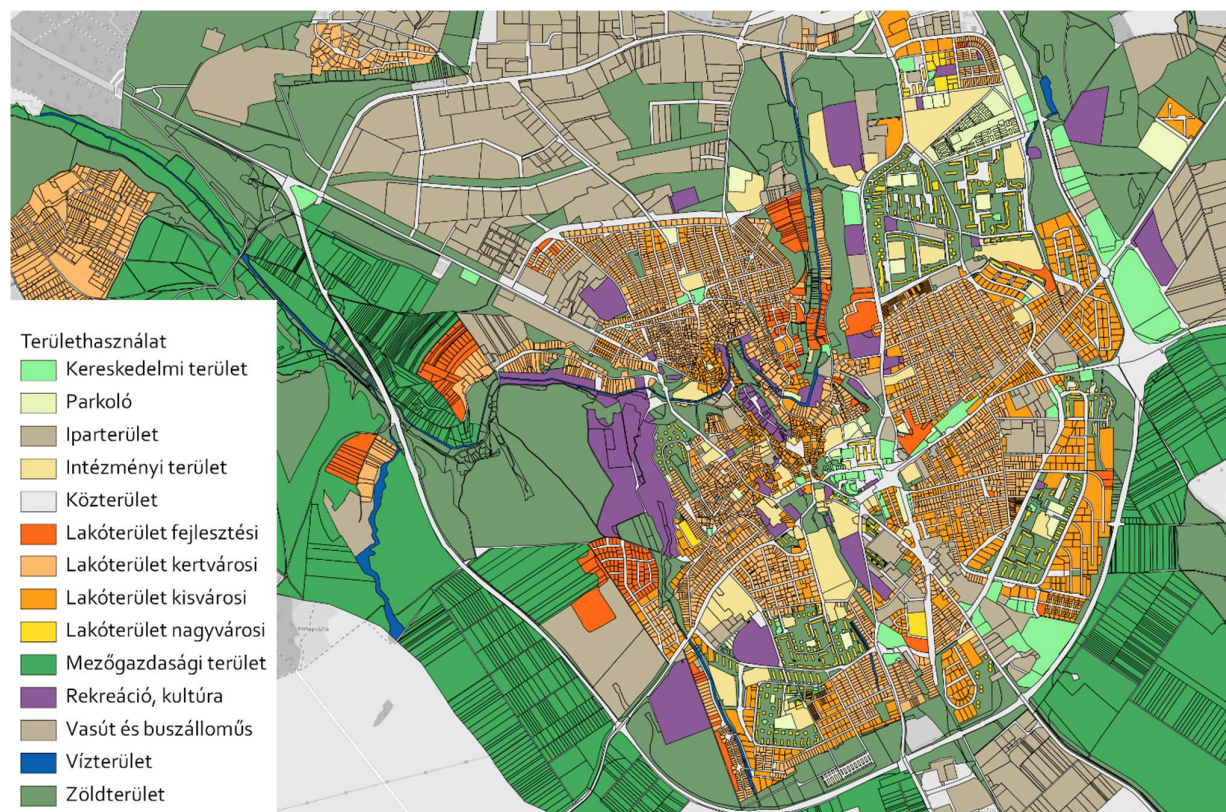 Területhasználat
Kereskedelmi terület
Parkoló
Iparterület
Intézményi terület
Közterület
Lakóterület fejlesztési
Lakóterület kertvárosi
Lakóterület kisvárosi
Lakóterület nagyvárosi
Mezőgazdasági terület
Rekreáció, kultúra
Vasút és buszálloműs
Vízterület
Zöldterület